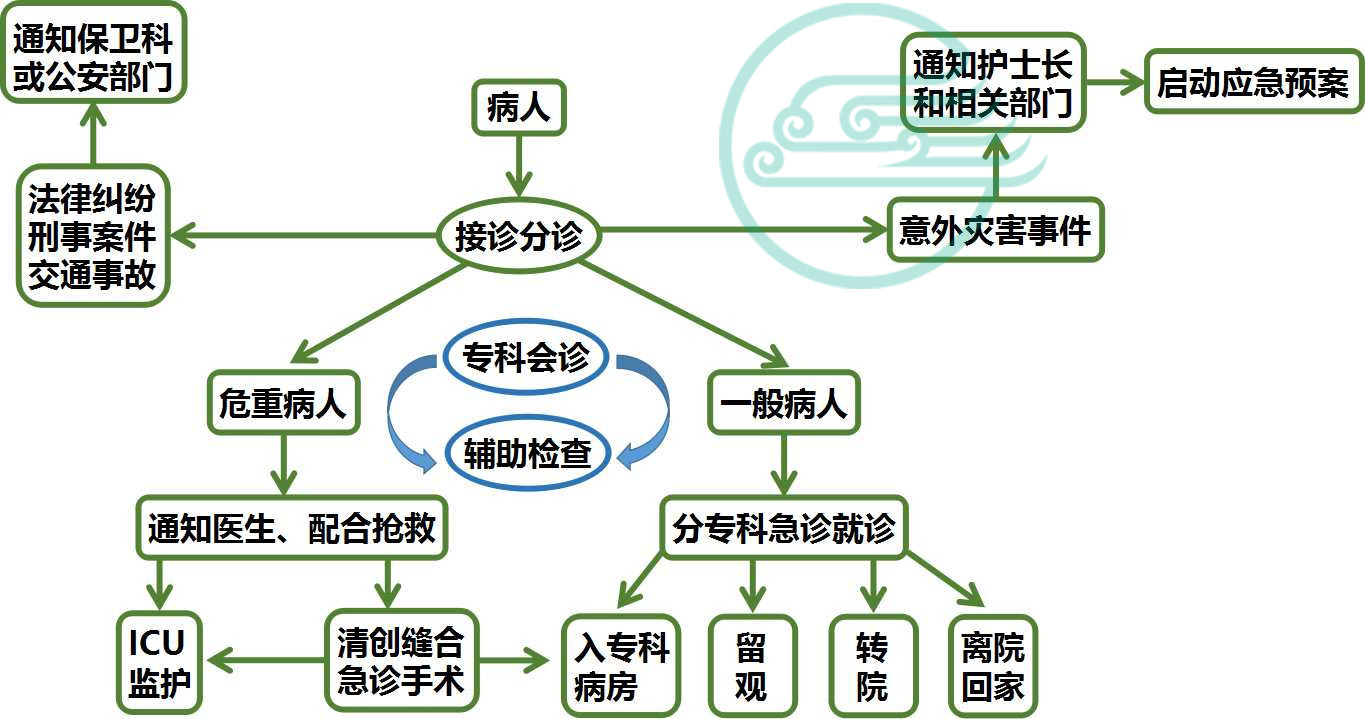 通知保卫科
或公安部门
病人
通知护士长
和相关部门
启动应急预案
法律纠纷
刑事案件
交通事故
接诊分诊
意外灾害事件
专科会诊
危重病人
一般病人
辅助检查
通知医生、配合抢救
分专科急诊就诊
ICU
监护
清创缝合
急诊手术
入专科
病房
留
观
转
院
离院
回家